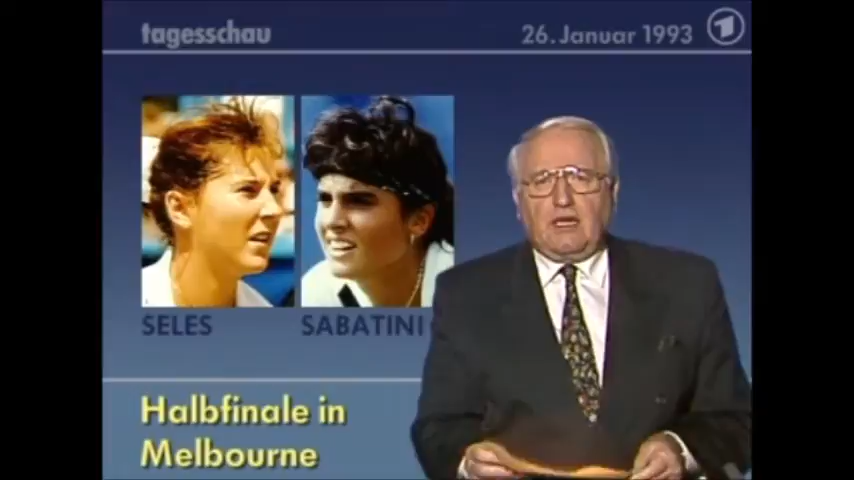 tagesschau
26. Januar 1993
1
SELES
SABATINI
Halbfinale in
Melbourne